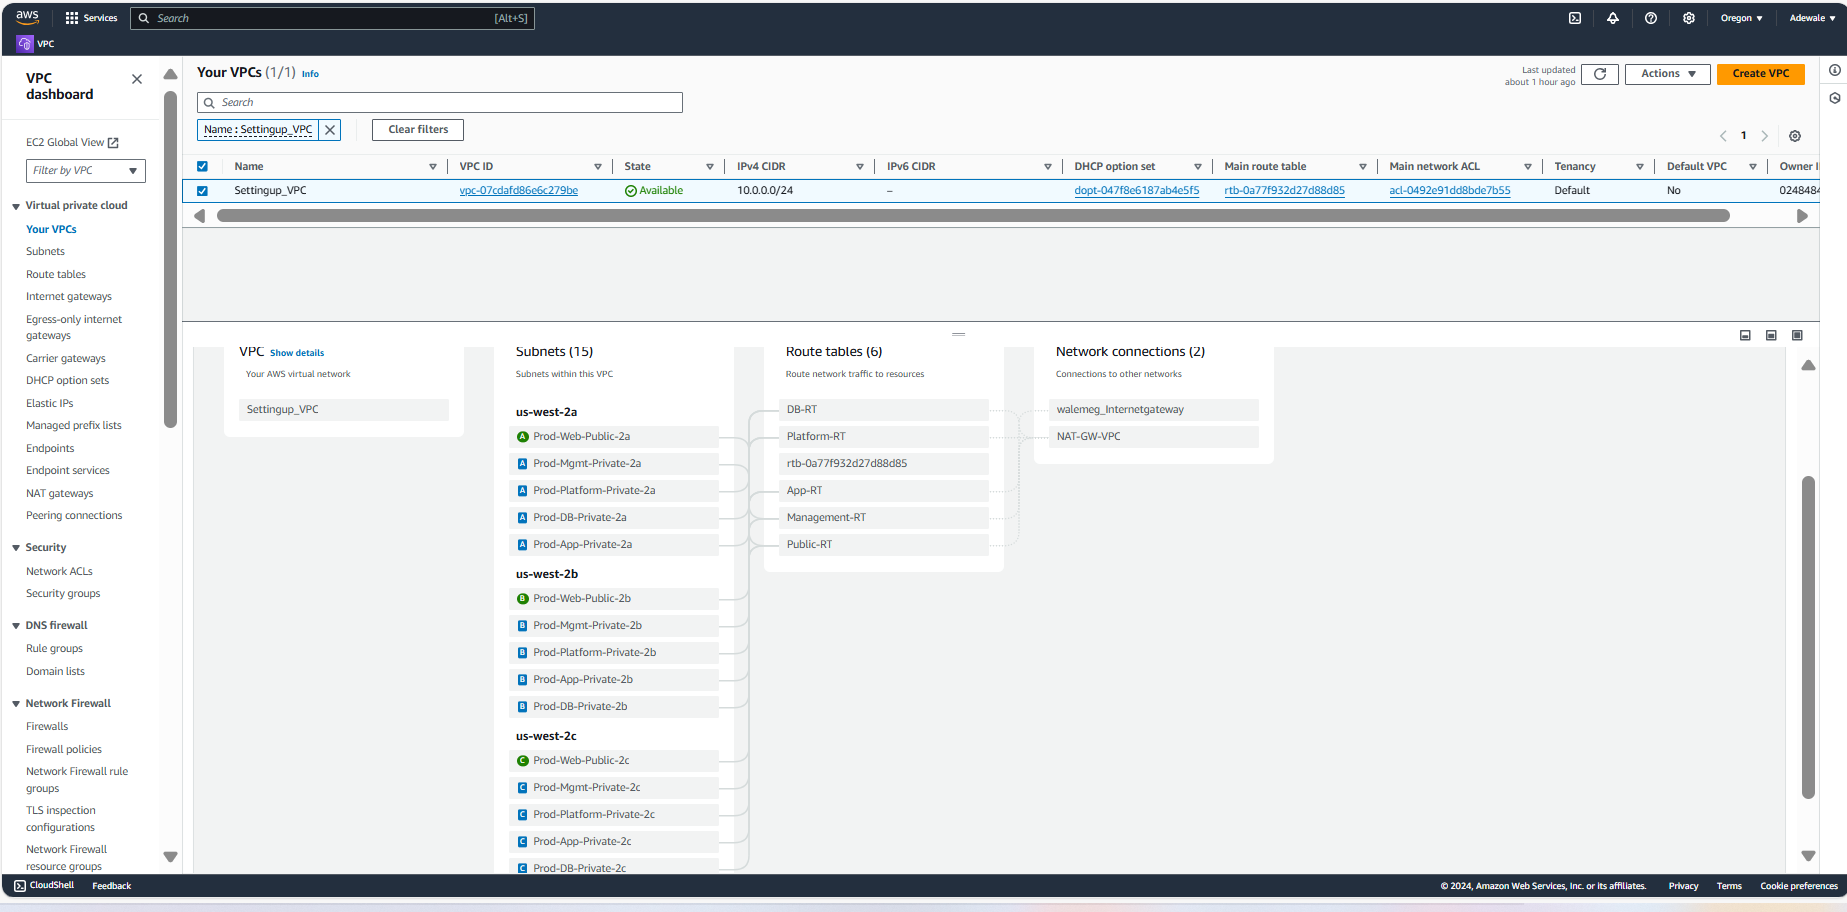 aws
Services
Search
[Alt+S]
Oregon
Adewale
VPC
VPC
dashboard
EC2 Global View
Filter by VPC
Virtual private cloud
Your VPCs
Subnets
Route tables
Internet gateways
Egress-only internet
gateways
Carrier gateways
DHCP option sets
Elastic IPs
Managed prefix lists
Endpoints
Endpoint services
NAT gateways
Peering connections
Security
Network ACLs
Security groups
DNS firewall
Rule groups
Domain lists
Network Firewall
Firewalls
Firewall policies
Network Firewall rule
groups
TLS inspection
configurations
Network Firewall
resource groups
Your VPCs (1/1) Info
Last updated
about 1 hour ago
Actions
Create VPC
Search
Name : Settingup_VPC
Clear filters
1
Name VPC ID State IPv4 CIDR IPv6 CIDR DHCP option set Main route table Main network ACL Tenancy Default VPC Owner I
Settingup_VPC vpc-07cdafd86e6c279be Available 10.0.0.0/24 – dopt-047f8e6187ab4e5f5 rtb-0a77f932d27d88d85 acl-0492e91dd8bde7b55 Default No 0248484
VPC Show details
Your AWS virtual network
Settingup_VPC
Subnets (15)
Subnets within this VPC
us-west-2a
A Prod-Web-Public-2a
A Prod-Mgmt-Private-2a
A Prod-Platform-Private-2a
A Prod-DB-Private-2a
A Prod-App-Private-2a
us-west-2b
B Prod-Web-Public-2b
B Prod-Mgmt-Private-2b
B Prod-Platform-Private-2b
B Prod-App-Private-2b
B Prod-DB-Private-2b
us-west-2c
C Prod-Web-Public-2c
C Prod-Mgmt-Private-2c
C Prod-Platform-Private-2c
C Prod-App-Private-2c
C Prod-DB-Private-2c
Route tables (6)
Route network traffic to resources
DB-RT
Platform-RT
rtb-0a77f932d27d88d85
App-RT
Management-RT
Public-RT
Network connections (2)
Connections to other networks
walemeg_Internetgateway
NAT-GW-VPC
CloudShell
Feedback
© 2024, Amazon Web Services, Inc. or its affiliates.
Privacy
Terms
Cookie preferences